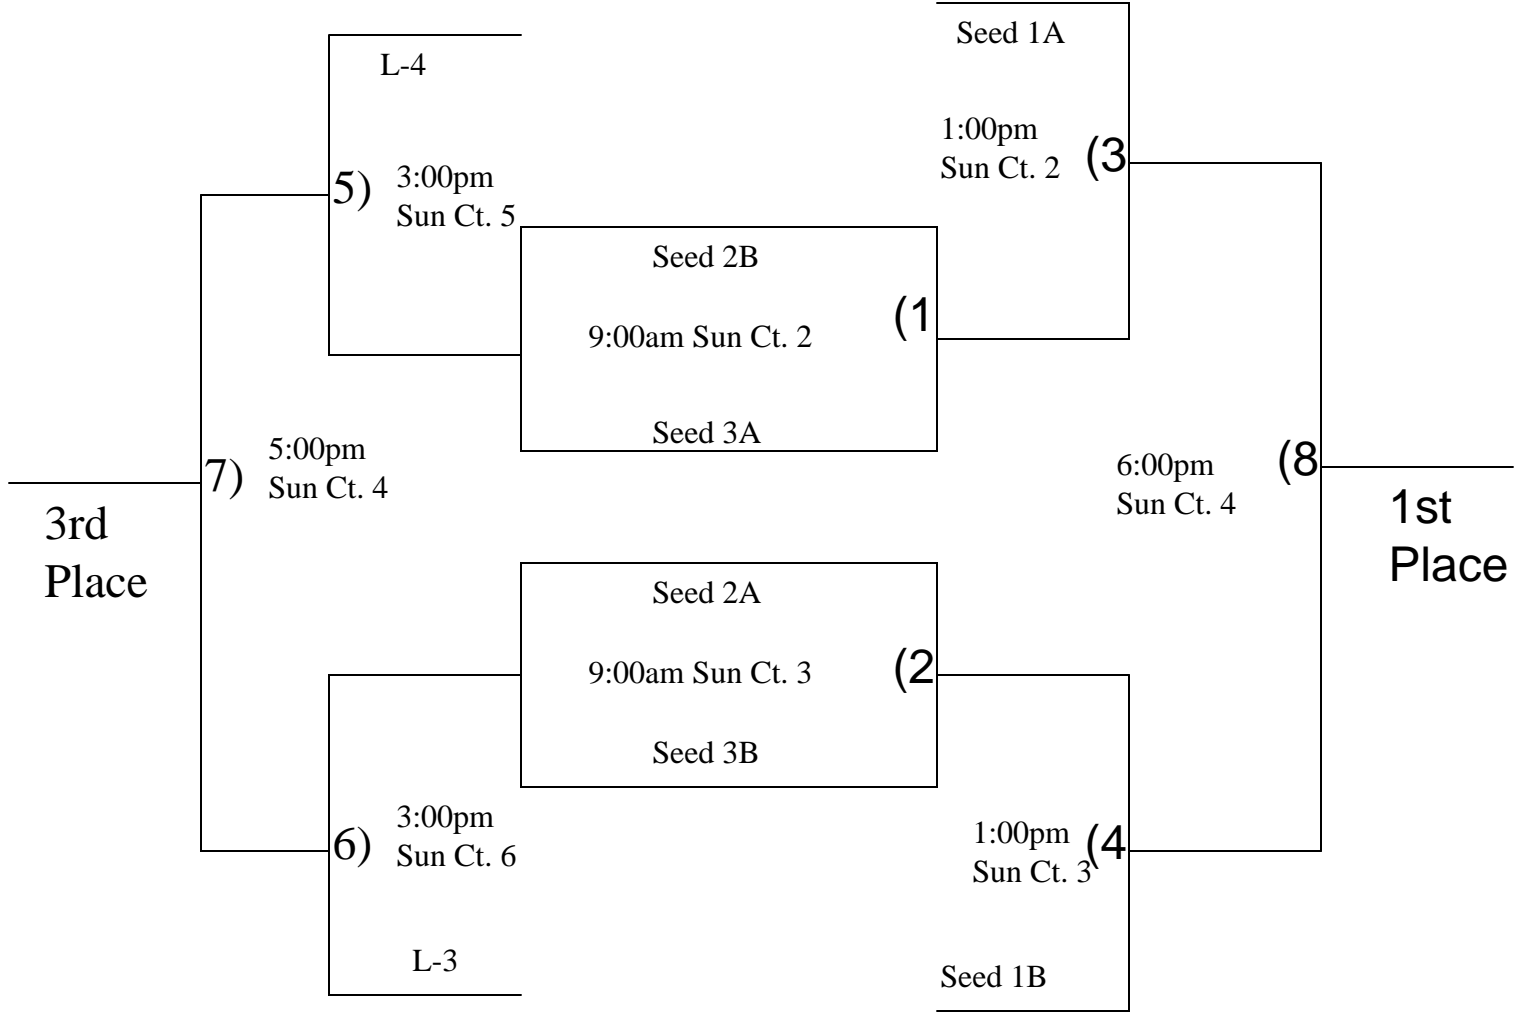 Seed 1A
L-4
1:00pm
Sun Ct. 2
(3
5)
3:00pm
Sun Ct. 5
Seed 2B
(1
9:00am Sun Ct. 2
Seed 3A
5:00pm
Sun Ct. 4
7)
6:00pm
Sun Ct. 4
(8
3rd
Place
1st
Place
Seed 2A
9:00am Sun Ct. 3
(2
Seed 3B
3:00pm
Sun Ct. 6
6)
1:00pm
Sun Ct. 3
(4
L-3
Seed 1B